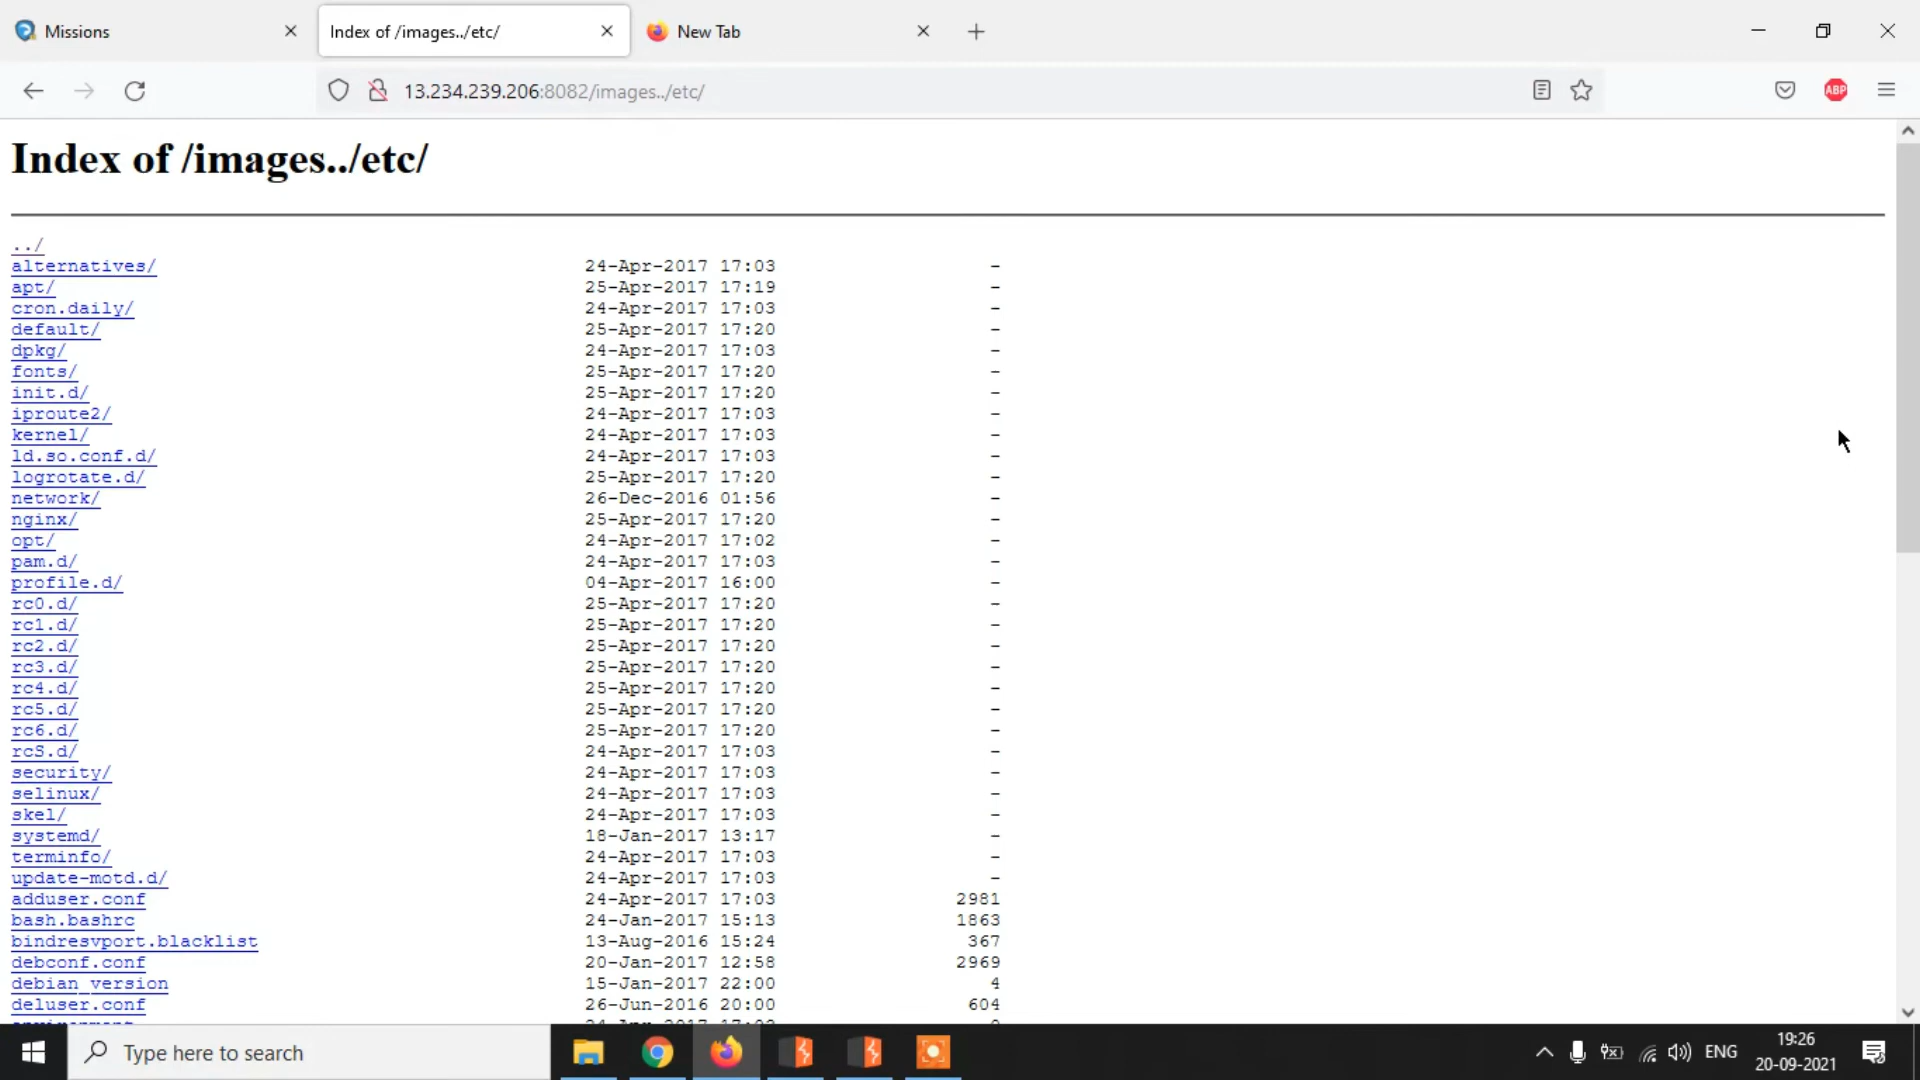 Missions
Index of /images../etc/
New Tab
13.234.239.206:8082/images../etc/
ABP
Index of /images../etc/
../
alternatives/ 24-Apr-2017 17:03 -
apt/ 25-Apr-2017 17:19 -
cron.daily/ 24-Apr-2017 17:03 -
default/ 25-Apr-2017 17:20 -
dpkg/ 24-Apr-2017 17:03 -
fonts/ 25-Apr-2017 17:20 -
init.d/ 25-Apr-2017 17:20 -
iproute2/ 24-Apr-2017 17:03 -
kernel/ 24-Apr-2017 17:03 -
ld.so.conf.d/ 24-Apr-2017 17:03 -
logrotate.d/ 25-Apr-2017 17:20 -
network/ 26-Dec-2016 01:56 -
nginx/ 25-Apr-2017 17:20 -
opt/ 24-Apr-2017 17:02 -
pam.d/ 24-Apr-2017 17:03 -
profile.d/ 04-Apr-2017 16:00 -
rc0.d/ 25-Apr-2017 17:20 -
rc1.d/ 25-Apr-2017 17:20 -
rc2.d/ 25-Apr-2017 17:20 -
rc3.d/ 25-Apr-2017 17:20 -
rc4.d/ 25-Apr-2017 17:20 -
rc5.d/ 25-Apr-2017 17:20 -
rc6.d/ 25-Apr-2017 17:20 -
rcS.d/ 24-Apr-2017 17:03 -
security/ 24-Apr-2017 17:03 -
selinux/ 24-Apr-2017 17:03 -
skel/ 24-Apr-2017 17:03 -
systemd/ 18-Jan-2017 13:17 -
terminfo/ 24-Apr-2017 17:03 -
update-motd.d/ 24-Apr-2017 17:03 -
adduser.conf 24-Apr-2017 17:03 2981
bash.bashrc 24-Jan-2017 15:13 1863
bindresvport.blacklist 13-Aug-2016 15:24 367
debconf.conf 20-Jan-2017 12:58 2969
debian_version 15-Jan-2017 22:00 4
deluser.conf 26-Jun-2016 20:00 604
Type here to search
ENG
19:26
20-09-2021